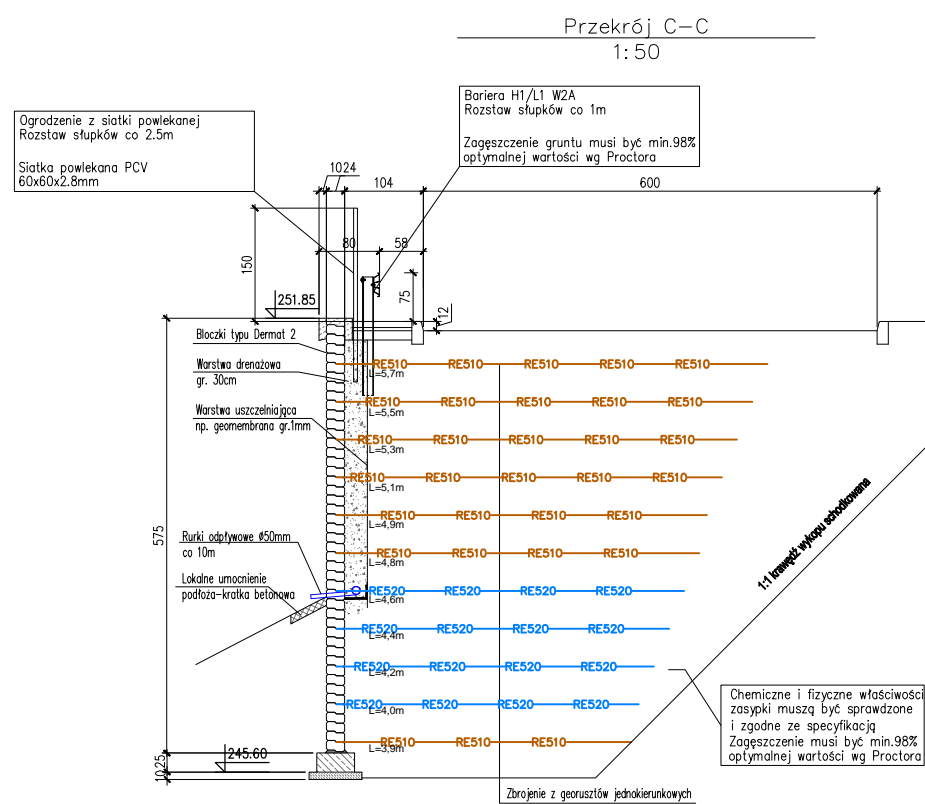 Przekrój C-C
1:50
Ogrodzenie z siatki powlekanej
Rozstaw słupków co 2.5m
Siatka powlekana PCV
60x60x2.8mm
Bariera H1/L1 W2A
Rozstaw słupków co 1m
Zagęszczenie gruntu musi być min.98%
optymalnej wartości wg Proctora
1024
104
600
80
58
150
75
12
251.85
Bloczki typu Dermat 2
Warstwa drenażowa
gr. 30cm
Warstwa uszczelniająca
np. geomembrana gr.1mm
RE510 RE510 RE510 RE510 RE510
L=5,7m
RE510 RE510 RE510 RE510 RE510
L=5,5m
RE510 RE510 RE510 RE510 RE510
L=5,3m
RE510 RE510 RE510 RE510 RE510
L=5,1m
RE510 RE510 RE510 RE510
L=4,9m
RE510 RE510 RE510 RE510
L=4,8m
RE520 RE520 RE520 RE520
L=4,6m
RE520 RE520 RE520 RE520
L=4,4m
RE520 RE520 RE520 RE520
L=4,2m
RE520 RE520 RE520 RE520
L=4,0m
RE510 RE510 RE510
L=3,9m
575
Rurki odpływowe Ø50mm
co 10m
Lokalne umocnienie
podłoża-kratka betonowa
1:1 krawędź wykopu schodkowana
Chemiczne i fizyczne właściwości
zasypki muszą być sprawdzone
i zgodne ze specyfikacją
Zagęszczenie musi być min.98%
optymalnej wartości wg Proctora
245.60
10
25
Zbrojenie z georusztów jednokierunkowych